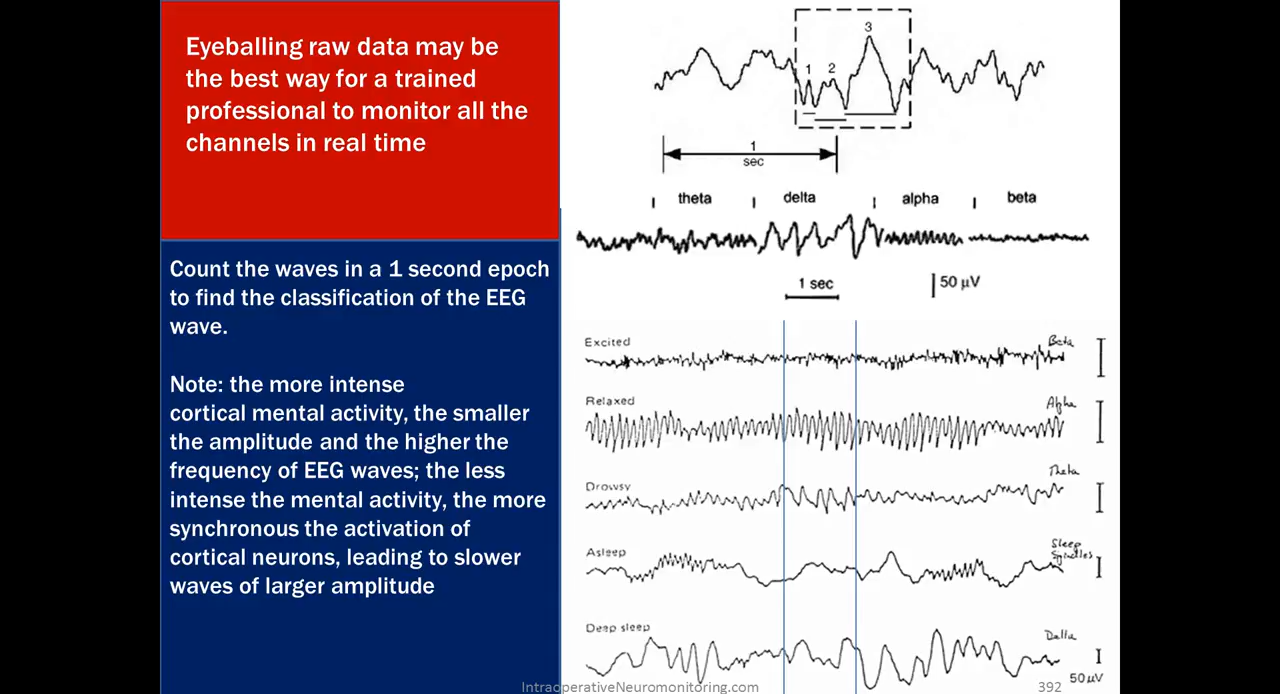 Eyeballing raw data may be
the best way for a trained
professional to monitor all the
channels in real time
Count the waves in a 1 second epoch
to find the classification of the EEG
wave.
Note: the more intense
cortical mental activity, the smaller
the amplitude and the higher the
frequency of EEG waves; the less
intense the mental activity, the more
synchronous the activation of
cortical neurons, leading to slower
waves of larger amplitude
1 2 3
1
sec
theta delta alpha beta
1 sec 50 µV
Excited Beta
Relaxed Alpha
Drowsy Theta
Asleep Sleep
Spindles
Deep sleep Delta
50 µV
IntraoperativeNeuromonitoring.com 392